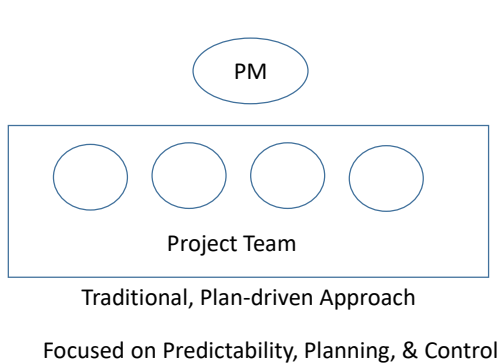 PM
Project Team
Traditional, Plan-driven Approach
Focused on Predictability, Planning, & Control